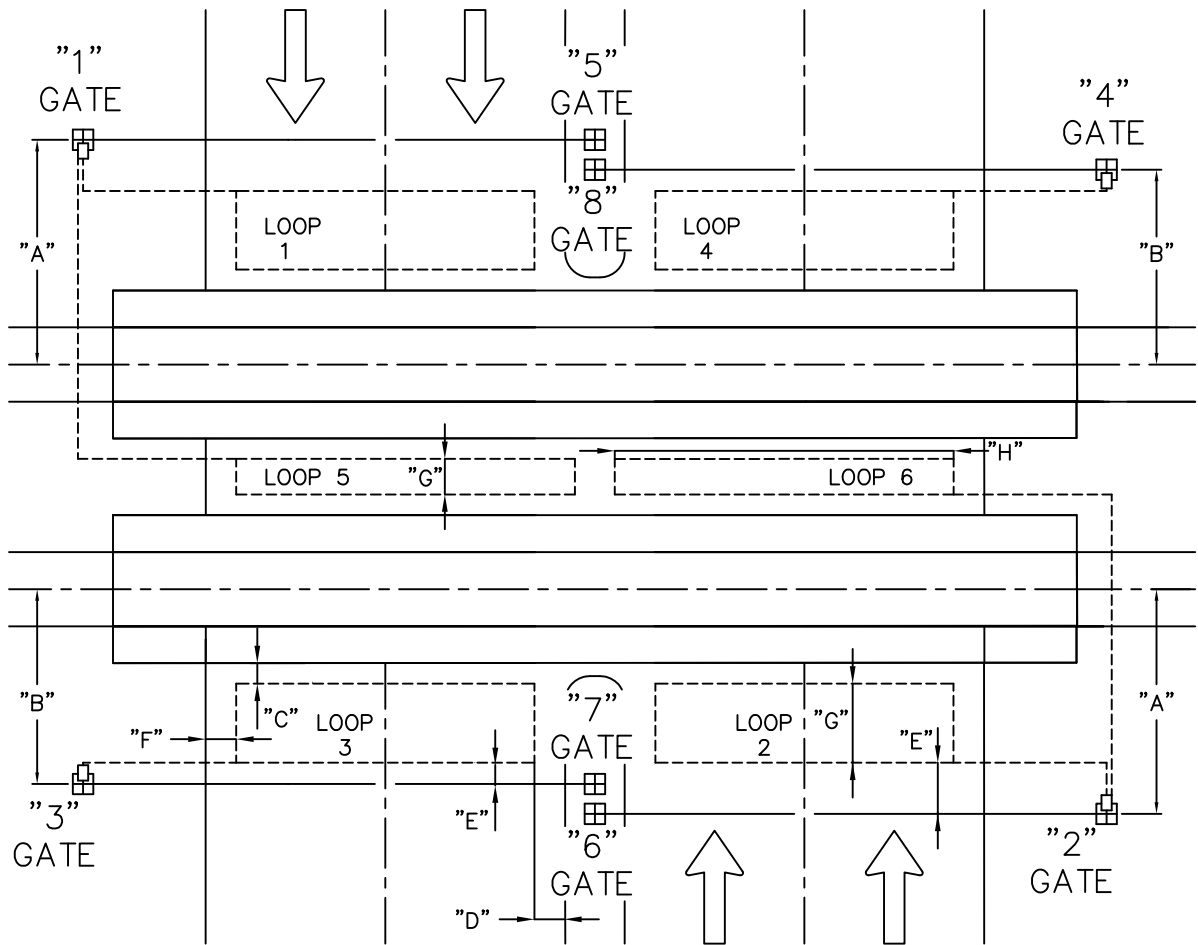 "1"
GATE
"5"
GATE
"4"
GATE
"8"
GATE
LOOP
1
LOOP
4
"A"
"B"
"H"
LOOP 5
"G"
LOOP 6
"B"
"A"
"C"
"F"
LOOP
3
"7"
GATE
LOOP
2
"G"
"E"
"E"
"3"
GATE
"6"
GATE
"2"
GATE
"D"